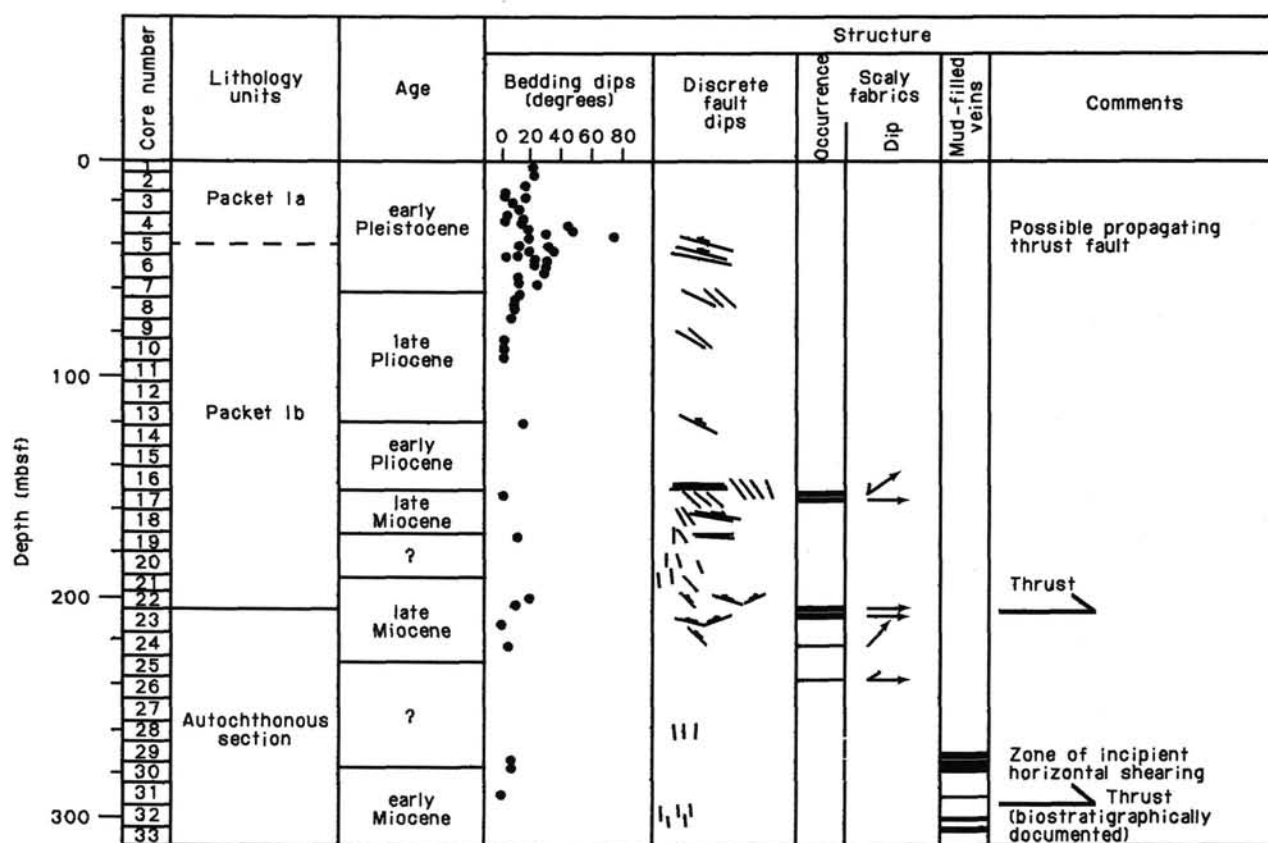 Structure
Core number
Lithology
units
Age
Bedding dips
(degrees)
0 20 40 60 80
Discrete
fault
dips
Occurrence
Scaly
fabrics
Dip
Mud-filled
veins
Comments
Depth (mbsf)
0
100
200
300
1
2
3
4
5
6
7
8
9
10
11
12
13
14
15
16
17
18
19
20
21
22
23
24
25
26
27
28
29
30
31
32
33
Packet Ia
Packet Ib
Autochthonous
section
early
Pleistocene
late
Pliocene
early
Pliocene
late
Miocene
?
late
Miocene
?
early
Miocene
Possible propagating
thrust fault
Thrust
Zone of incipient
horizontal shearing
Thrust
(biostratigraphically
documented)